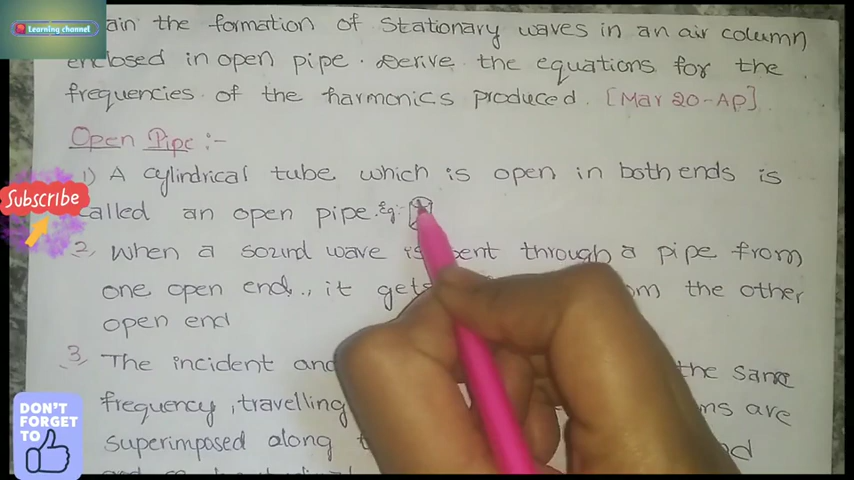 Learning channel
ain the formation of Stationary waves in an air column
enclosed in open pipe. Derive the equations for the
frequencies of the harmonics produced. [Mar 20-AP]
Open Pipe :-
1) A cylindrical tube which is open in both ends is
Subscribe
called an open pipe. Eg:-
2, When a sound wave is sent through a pipe from
one open end., it gets the other
open end
3, The incident and the same
DON'T
FORGET
TO
frequency, travelling are
superimposed along